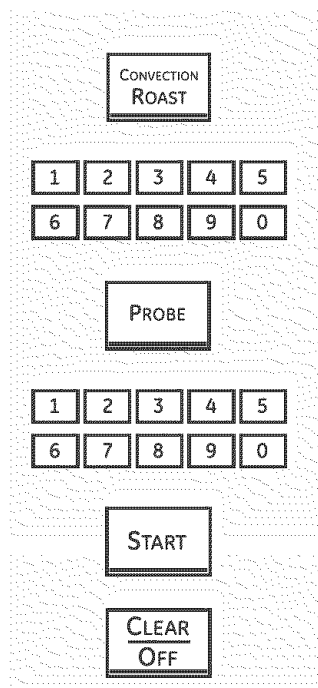 CONVECTION
ROAST
1 2 3 4 5
6 7 8 9 0
PROBE
1 2 3 4 5
6 7 8 9 0
START
CLEAR
OFF